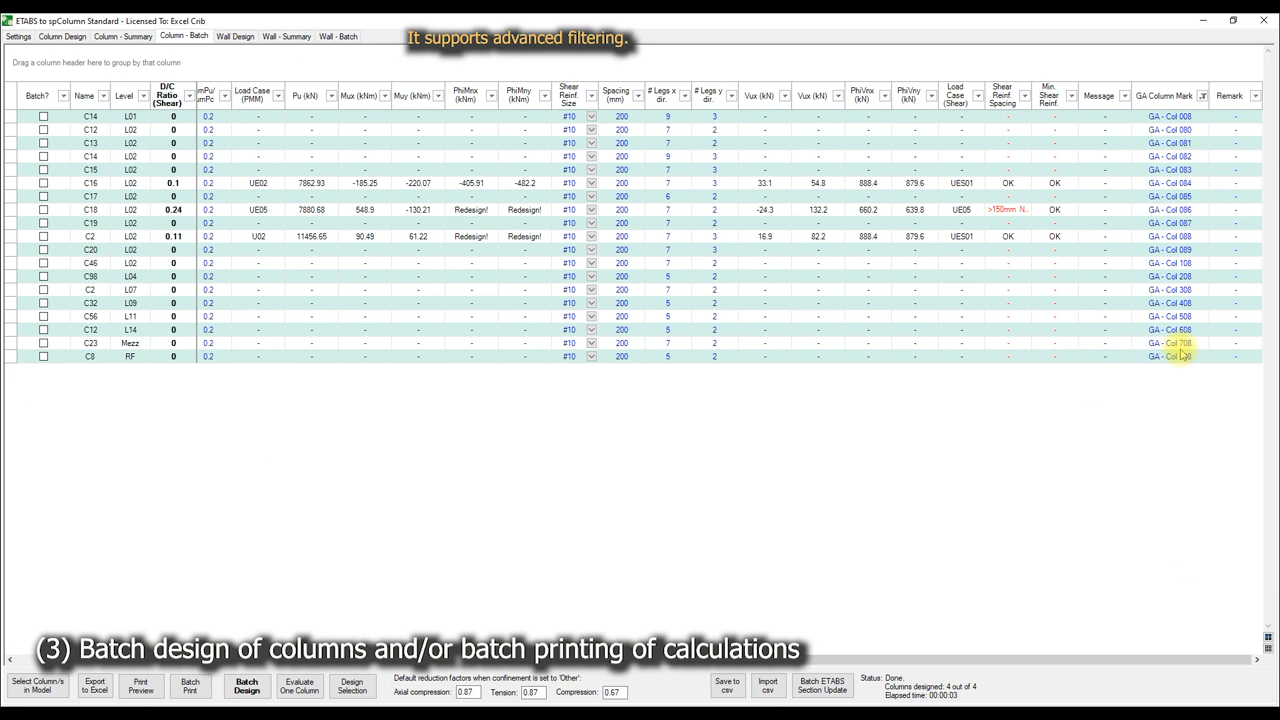 ETABS to spColumn Standard - Licensed To: Excel Crib
Settings Column Design Column - Summary Column - Batch Wall Design Wall - Summary Wall - Batch
It supports advanced filtering.
Drag a column header here to group by that column
Batch? Name Level D/C Ratio (Shear) mPu/ umPc Load Case (PMM) Pu (kN) Mux (kNm) Muy (kNm) PhiMnx (kNm) PhiMny (kNm) Shear Reinf. Size Spacing (mm) # Legs x dir. # Legs y dir. Vux (kN) Vux (kN) PhiVnx (kN) PhiVny (kN) Load Case (Shear) Shear Reinf. Spacing Min. Shear Reinf. Message GA Column Mark Remark
C14 L01 0 0.2 - - - - - - #10 200 9 3 - - - - - - - - GA - Col 008 -
C12 L02 0 0.2 - - - - - - #10 200 7 2 - - - - - - - - GA - Col 080 -
C13 L02 0 0.2 - - - - - - #10 200 7 2 - - - - - - - - GA - Col 081 -
C14 L02 0 0.2 - - - - - - #10 200 9 3 - - - - - - - - GA - Col 082 -
C15 L02 0 0.2 - - - - - - #10 200 7 3 - - - - - - - - GA - Col 083 -
C16 L02 0.1 0.2 UE02 7862.93 -185.25 -220.07 -405.91 -482.2 #10 200 7 3 33.1 54.8 888.4 879.6 UES01 OK OK - GA - Col 084 -
C17 L02 0 0.2 - - - - - - #10 200 6 2 - - - - - - - - GA - Col 085 -
C18 L02 0.24 0.2 UE05 7880.68 548.9 -130.21 Redesign! Redesign! #10 200 7 2 -24.3 132.2 660.2 639.8 UE05 >150mm N... OK - GA - Col 086 -
C19 L02 0 0.2 - - - - - - #10 200 7 2 - - - - - - - - GA - Col 087 -
C2 L02 0.11 0.2 U02 11456.65 90.49 61.22 Redesign! Redesign! #10 200 7 3 16.9 82.2 888.4 879.6 UES01 OK OK - GA - Col 088 -
C20 L02 0 0.2 - - - - - - #10 200 7 3 - - - - - - - - GA - Col 089 -
C46 L02 0 0.2 - - - - - - #10 200 7 2 - - - - - - - - GA - Col 108 -
C98 L04 0 0.2 - - - - - - #10 200 5 2 - - - - - - - - GA - Col 208 -
C2 L07 0 0.2 - - - - - - #10 200 7 2 - - - - - - - - GA - Col 308 -
C32 L09 0 0.2 - - - - - - #10 200 5 2 - - - - - - - - GA - Col 408 -
C56 L11 0 0.2 - - - - - - #10 200 5 2 - - - - - - - - GA - Col 508 -
C12 L14 0 0.2 - - - - - - #10 200 5 2 - - - - - - - - GA - Col 608 -
C23 Mezz 0 0.2 - - - - - - #10 200 7 2 - - - - - - - - GA - Col 708 -
C8 RF 0 0.2 - - - - - - #10 200 5 2 - - - - - - - - GA - Col -
(3) Batch design of columns and/or batch printing of calculations
Select Column/s in Model Export to Excel Print Preview Batch Print Batch Design Evaluate One Column Design Selection
Default reduction factors when confinement is set to 'Other':
Axial compression: 0.87 Tension: 0.87 Compression: 0.67
Save to csv Import csv Batch ETABS Section Update
Status: Done.
Columns designed: 4 out of 4
Elapsed time: 00:00:03